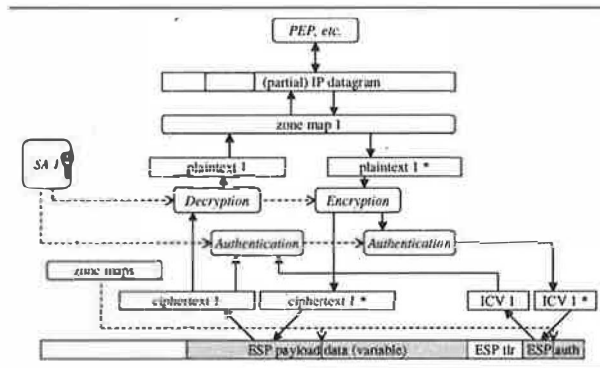 PEP, etc.
(partial) IP datagram
zone map 1
SA 1
plaintext 1
plaintext 1 *
Decryption
Encryption
Authentication
Authentication
zone maps
ciphertext 1
ciphertext 1 *
ICV 1
ICV 1 *
ESP payload data (variable)
ESP tlr
ESP auth